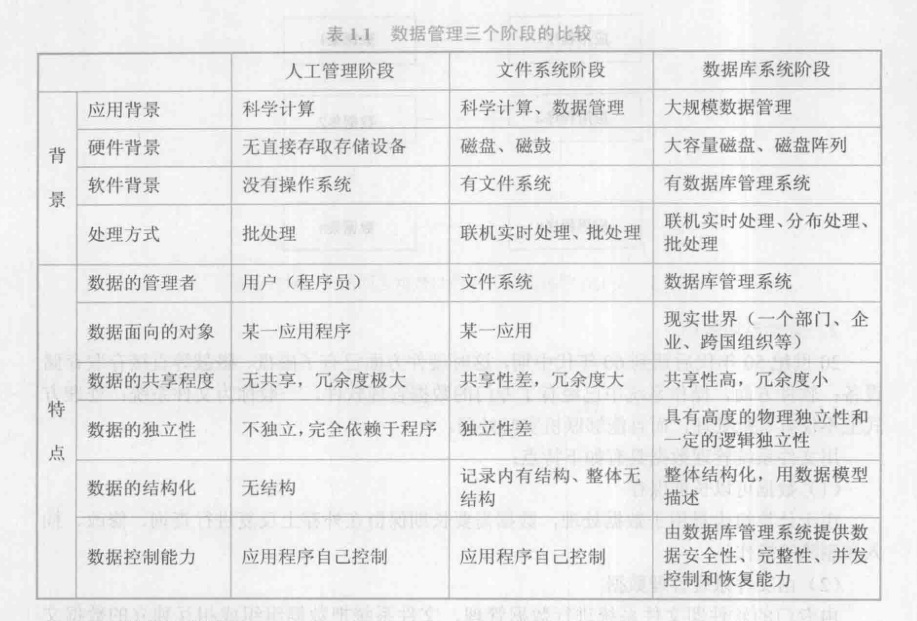 表 1.1 数据管理三个阶段的比较
人工管理阶段 文件系统阶段 数据库系统阶段
背景
应用背景 科学计算 科学计算、数据管理 大规模数据管理
硬件背景 无直接存取存储设备 磁盘、磁鼓 大容量磁盘、磁盘阵列
软件背景 没有操作系统 有文件系统 有数据库管理系统
处理方式 批处理 联机实时处理、批处理 联机实时处理、分布处理、
批处理
特点
数据的管理者 用户（程序员） 文件系统 数据库管理系统
数据面向的对象 某一应用程序 某一应用 现实世界（一个部门、企
业、跨国组织等）
数据的共享程度 无共享，冗余度极大 共享性差，冗余度大 共享性高，冗余度小
数据的独立性 不独立，完全依赖于程序 独立性差 具有高度的物理独立性和
一定的逻辑独立性
数据的结构化 无结构 记录内有结构、整体无
结构 整体结构化，用数据模型
描述
数据控制能力 应用程序自己控制 应用程序自己控制 由数据库管理系统提供数
据安全性、完整性、并发
控制和恢复能力